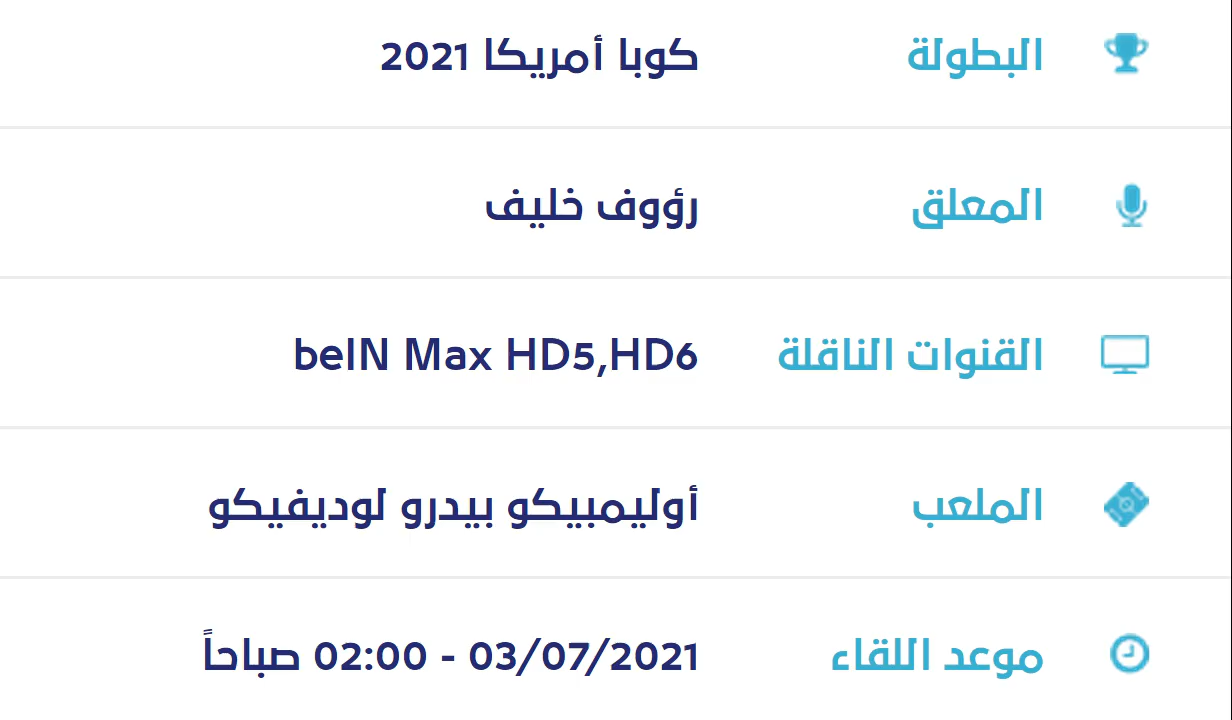 البطولة كوبا أمريكا 2021
المعلق رؤوف خليف
القنوات الناقلة beIN Max HD5,HD6
الملعب أوليمبيكو بيدرو لوديفيكو
موعد اللقاء 03/07/2021 - 02:00 صباحاً